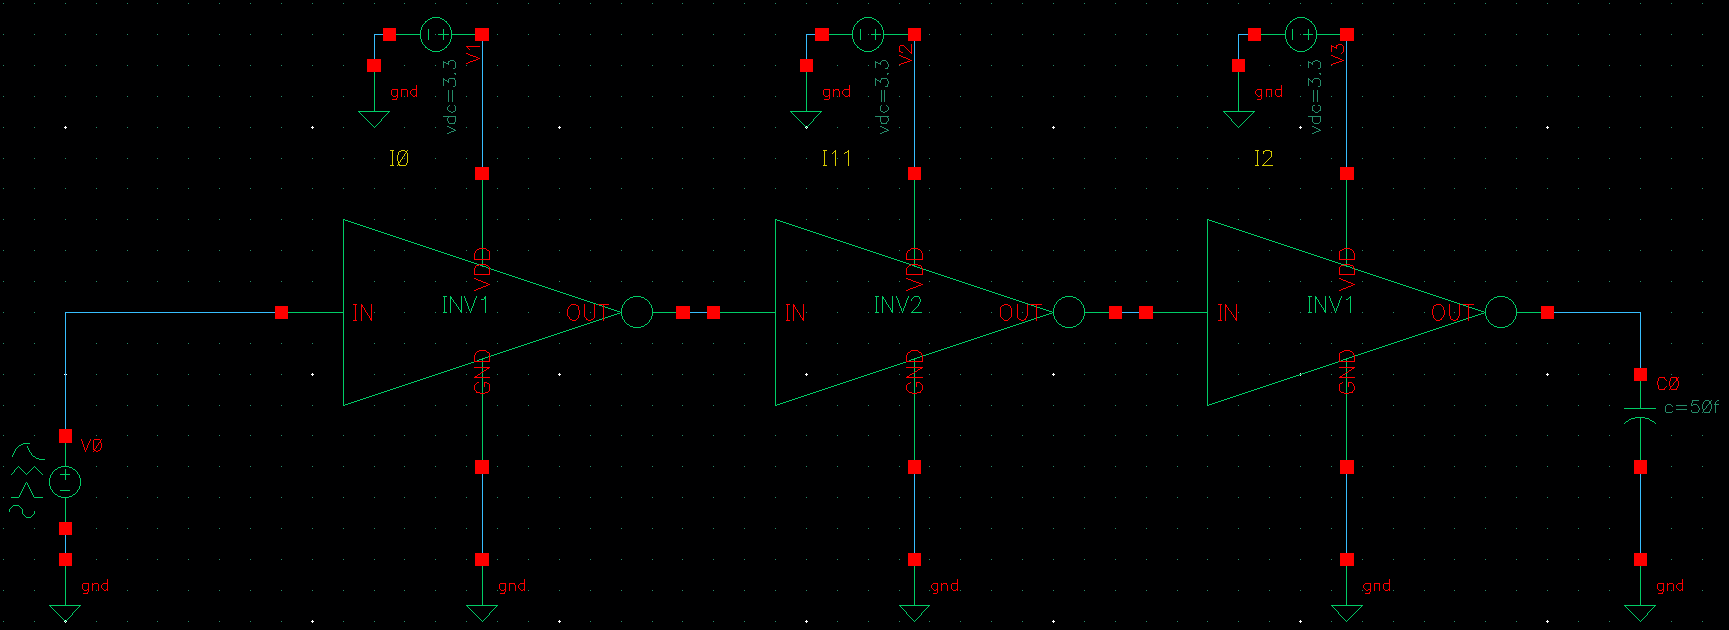 V1
vdc=3.3
gnd
I0
V2
vdc=3.3
gnd
I11
V3
vdc=3.3
gnd
I2
VDD
IN
INV1
OUT
GND
gnd
VDD
IN
INV2
OUT
GND
gnd
VDD
IN
INV1
OUT
GND
gnd
V0
gnd
C0
c=50f
gnd